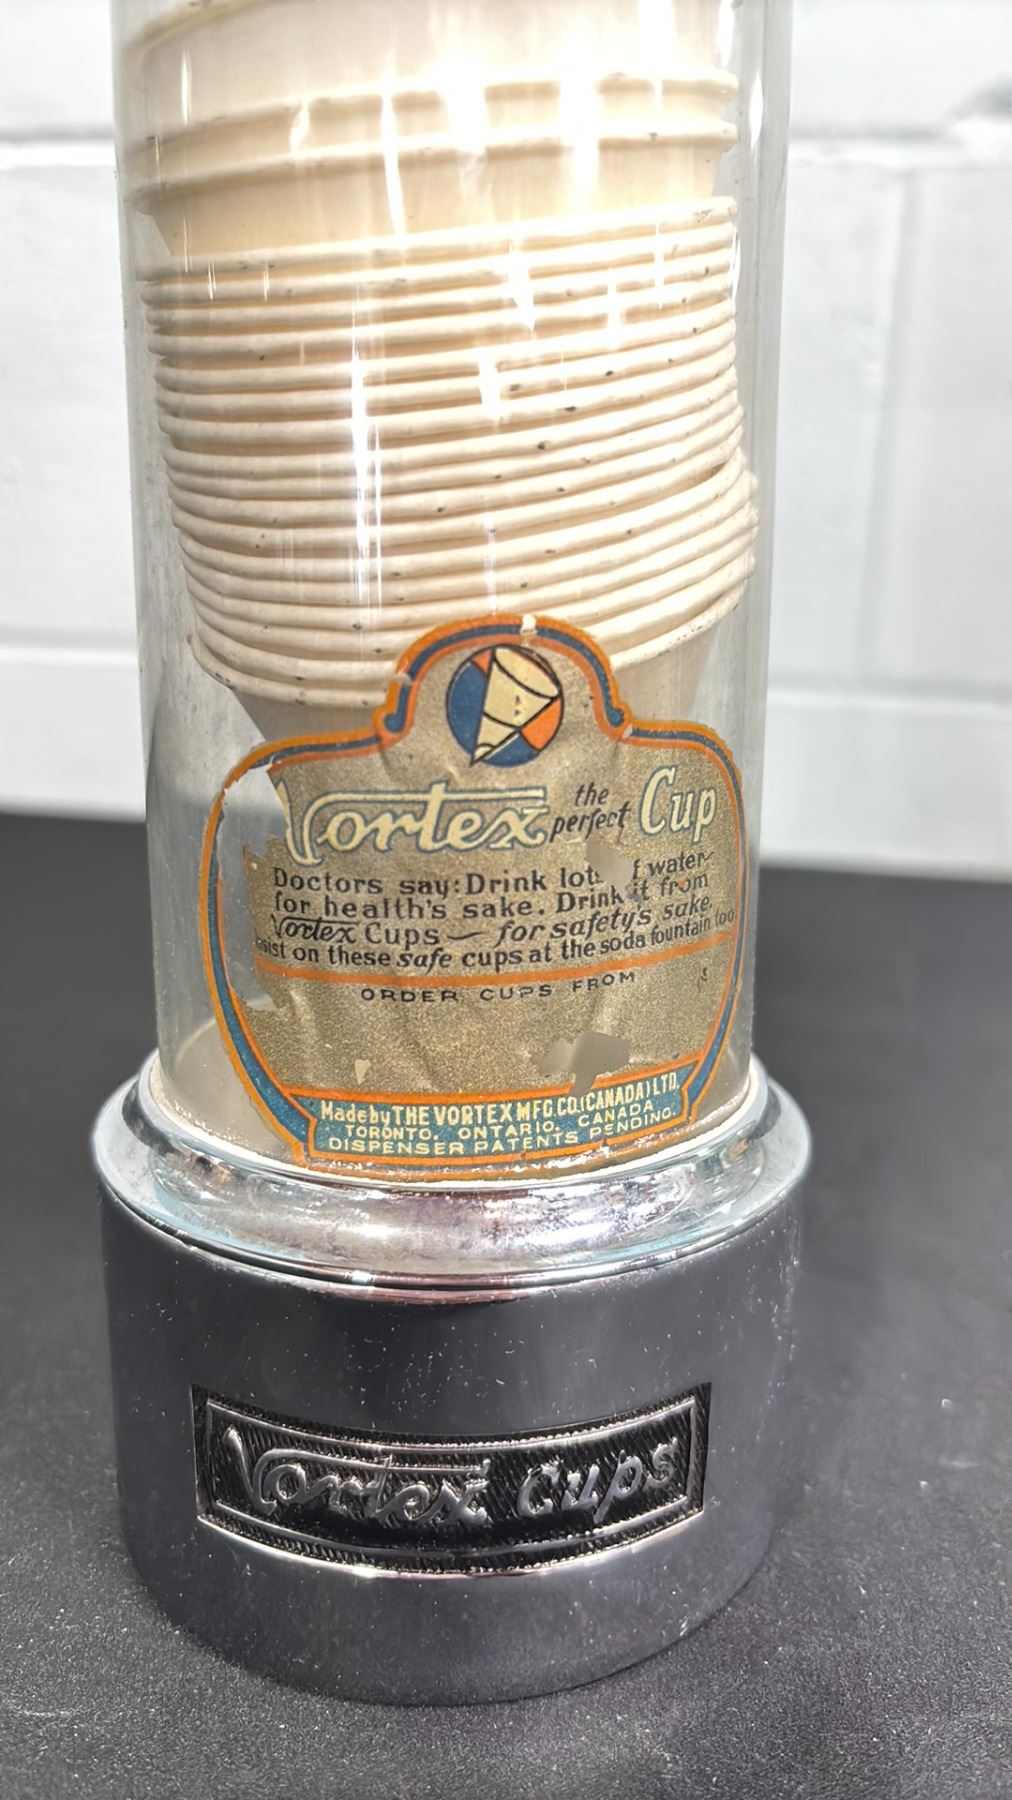 Vortex the perfect Cup
Doctors say: Drink lots of water
for health's sake. Drink it from
Vortex Cups — for safety's sake.
sist on these safe cups at the soda fountain too
ORDER CUPS FROM
Made by THE VORTEX MFG. CO. (CANADA) LTD.
TORONTO. ONTARIO. CANADA
DISPENSER PATENTS PENDING.
Vortex Cups